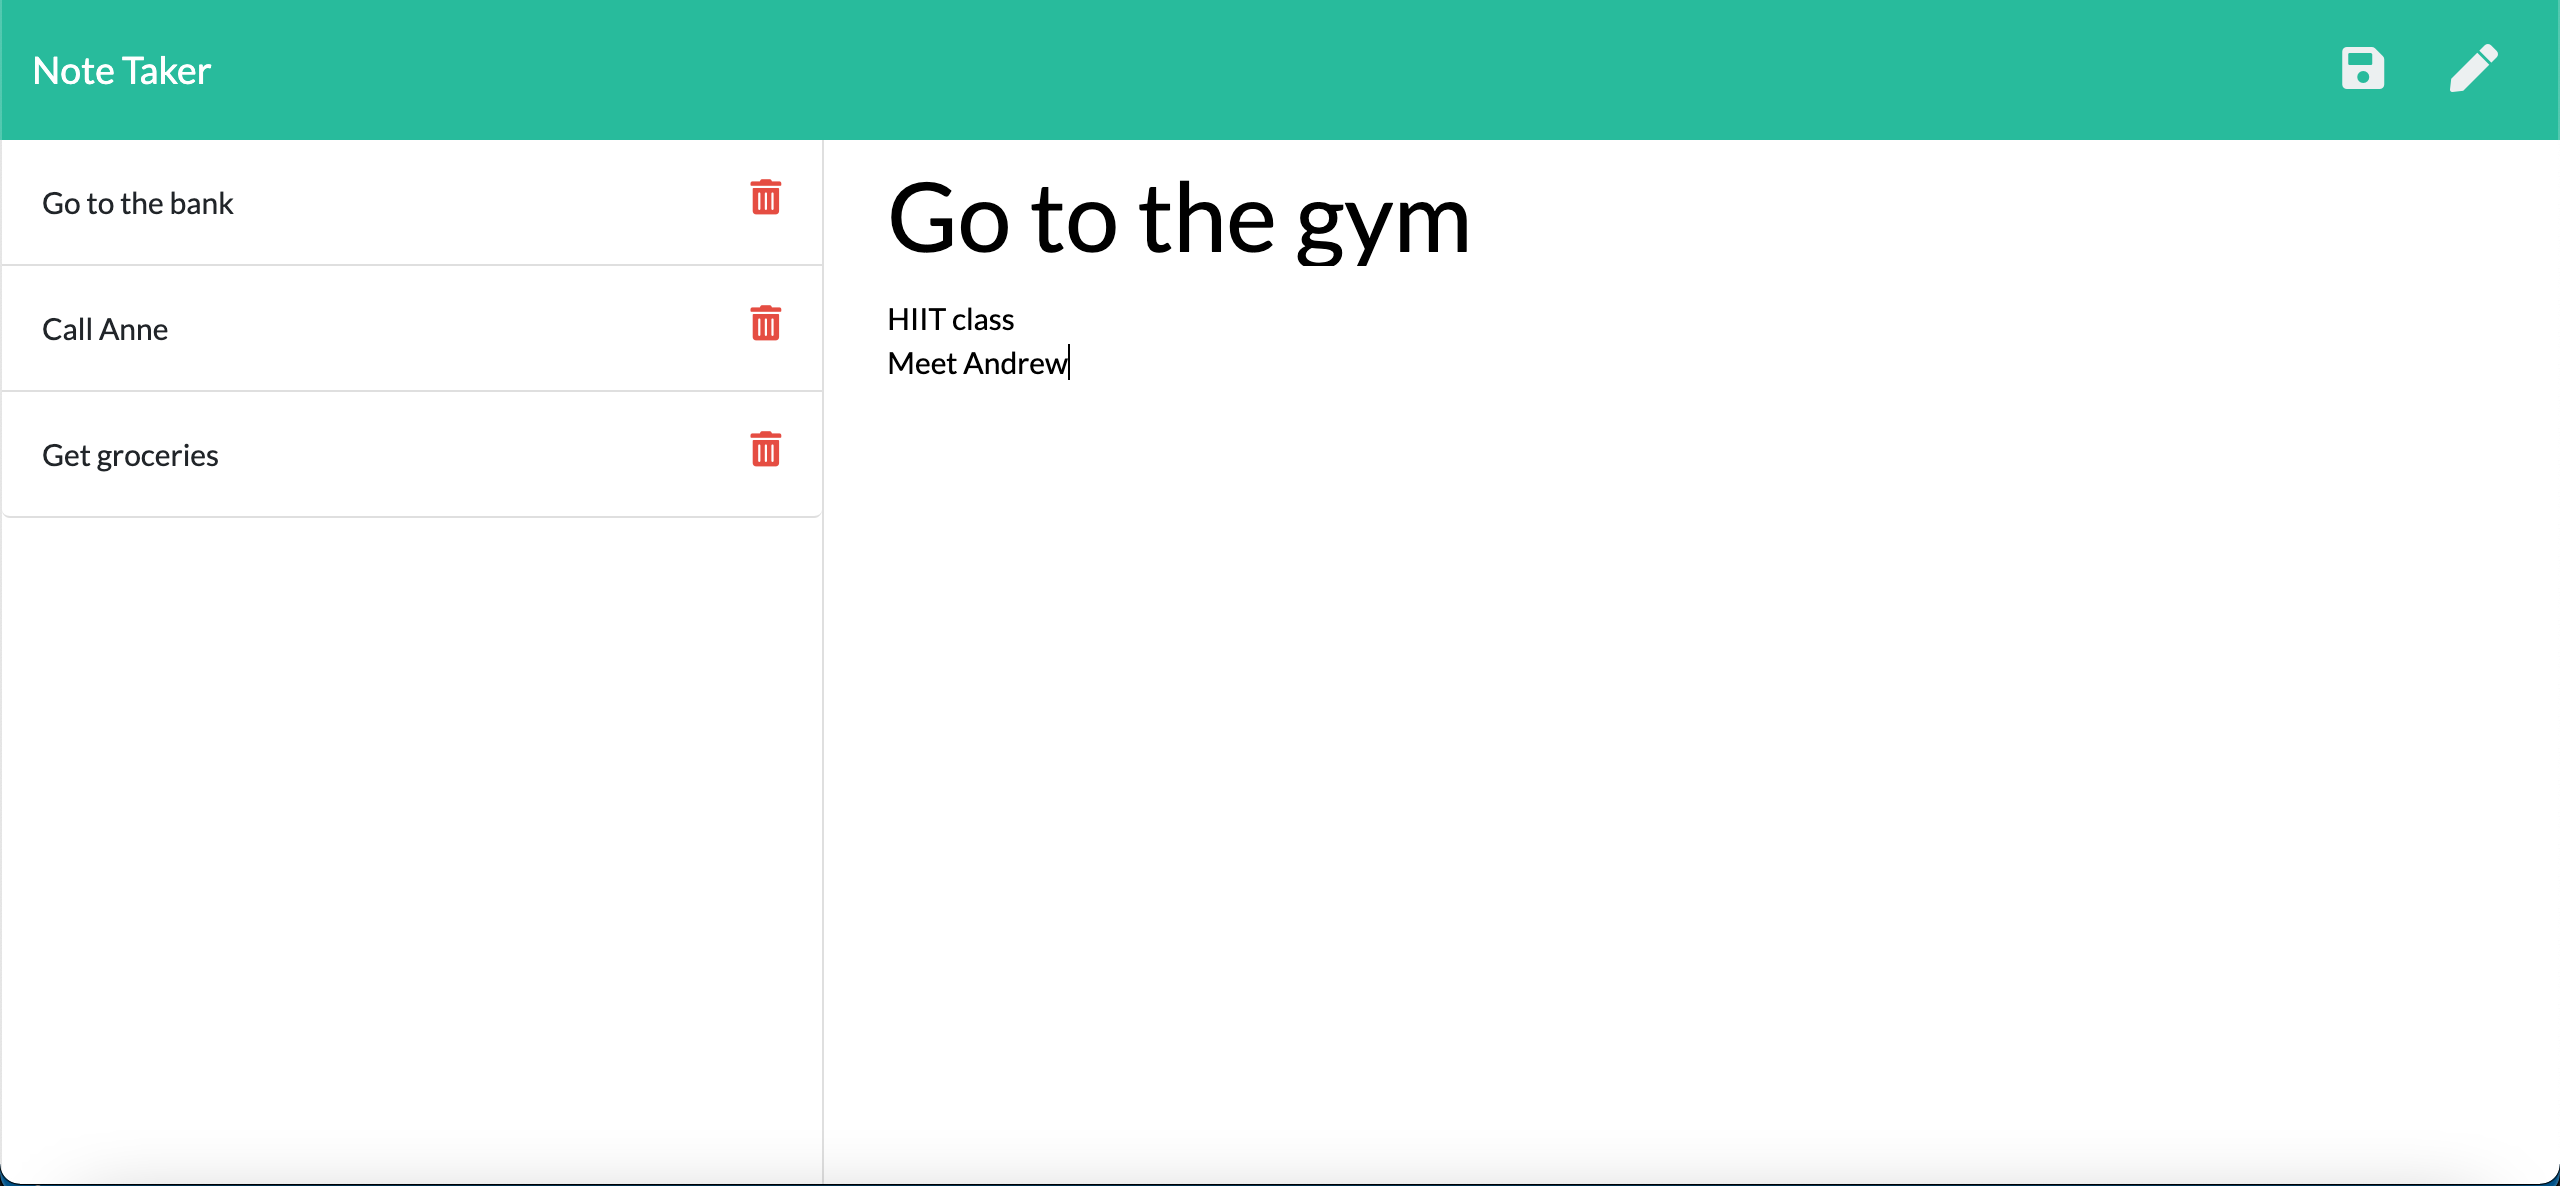 Note Taker
Go to the bank
Call Anne
Get groceries
Go to the gym
HIIT class
Meet Andrew